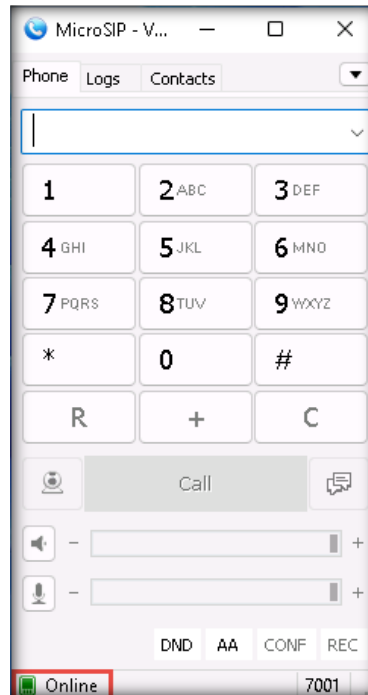 MicroSIP - V...
Phone Logs Contacts
1 2 ABC 3 DEF
4 GHI 5 JKL 6 MNO
7 PQRS 8 TUV 9 WXYZ
* 0 #
R + C
Call
- +
- +
DND AA CONF REC
Online 7001